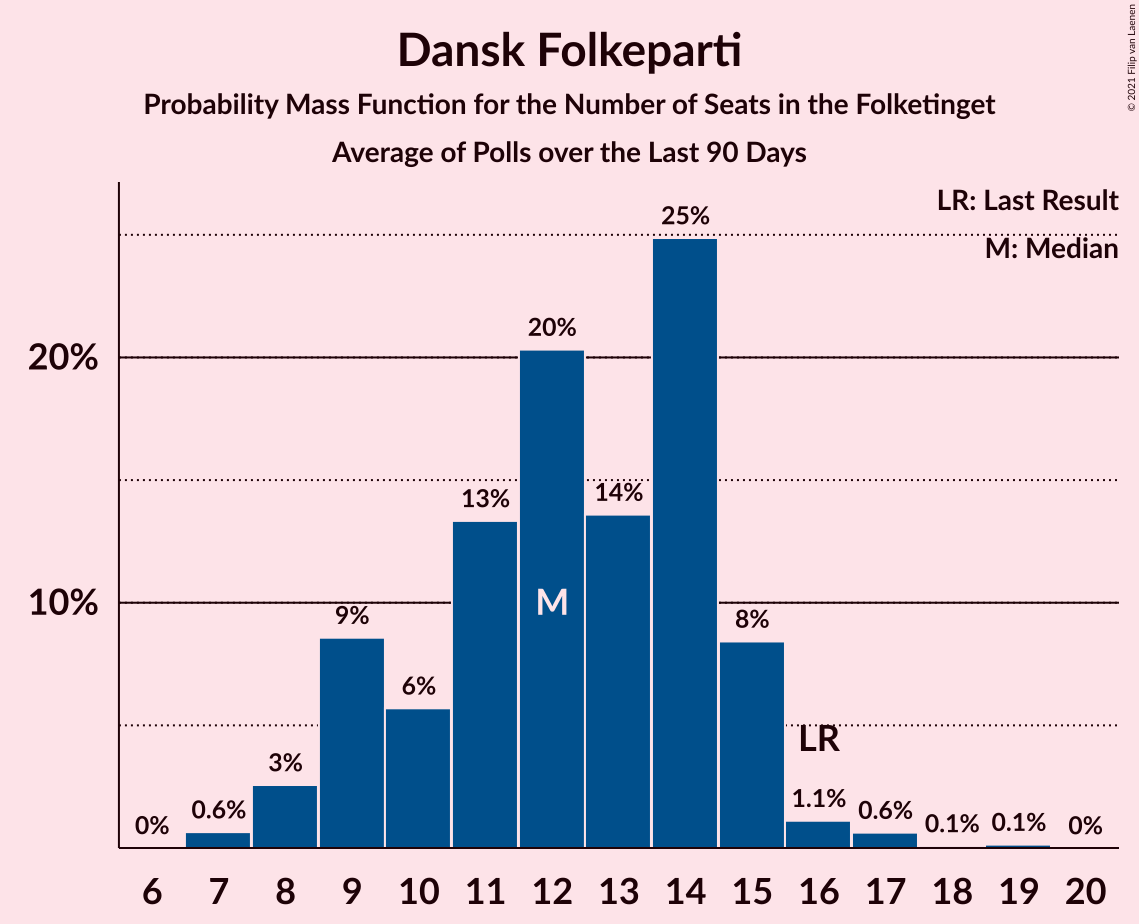 Dansk Folkeparti
Probability Mass Function for the Number of Seats in the Folketinget
Average of Polls over the Last 90 Days
© 2021 Filip van Laenen
LR: Last Result
M: Median
25%
20%
20%
14%
13%
10%
M
9%
8%
6%
LR
3%
0%
0.6%
1.1%
0.6%
0.1%
0.1%
0%
6 7 8 9 10 11 12 13 14 15 16 17 18 19 20